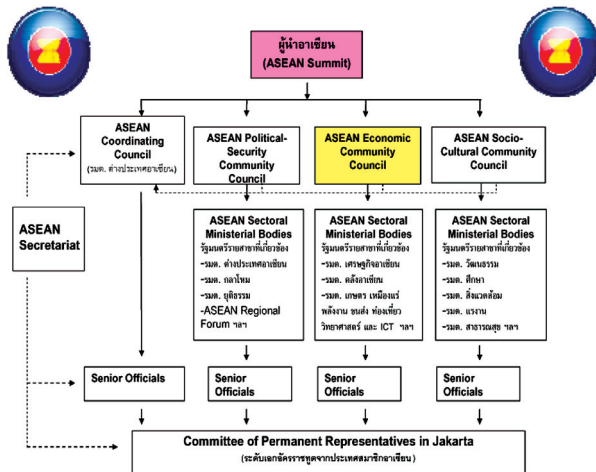 ผู้นำอาเซียน
(ASEAN Summit)
ASEAN
Coordinating
Council
(รมต. ต่างประเทศอาเซียน)
ASEAN Political-
Security
Community
Council
ASEAN Economic
Community
Council
ASEAN Socio-
Cultural Community
Council
ASEAN
Secretariat
ASEAN Sectoral
Ministerial Bodies
รัฐมนตรีรายสาขาที่เกี่ยวข้อง
-รมต. ต่างประเทศอาเซียน
-รมต. กลาโหม
-รมต. ยุติธรรม
-ASEAN Regional
Forum ฯลฯ
ASEAN Sectoral
Ministerial Bodies
รัฐมนตรีรายสาขาที่เกี่ยวข้อง
-รมต. เศรษฐกิจอาเซียน
-รมต. คลังอาเซียน
-รมต. เกษตร เหมืองแร่
พลังงาน ขนส่ง ท่องเที่ยว
วิทยาศาสตร์ และ ICT ฯลฯ
ASEAN Sectoral
Ministerial Bodies
รัฐมนตรีรายสาขาที่เกี่ยวข้อง
-รมต. วัฒนธรรม
-รมต. ศึกษา
-รมต. สิ่งแวดล้อม
-รมต. แรงาน
-รมต. สาธารณสุข ฯลฯ
Senior Officials
Senior
Officials
Senior
Officials
Senior
Officials
Committee of Permanent Representatives in Jakarta
(ระดับเอกอัครราชทูตจากประเทศสมาชิกอาเซียน)